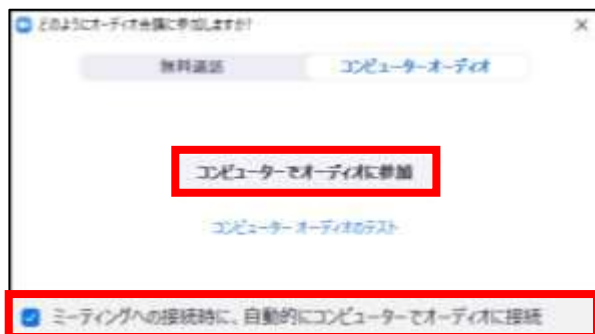 どのようにオーディオ会議に参加しますか?
無料通話 コンピューターオーディオ
コンピューターでオーディオに参加
コンピューター オーディオのテスト
ミーティングへの接続時に、自動的にコンピューターでオーディオに接続